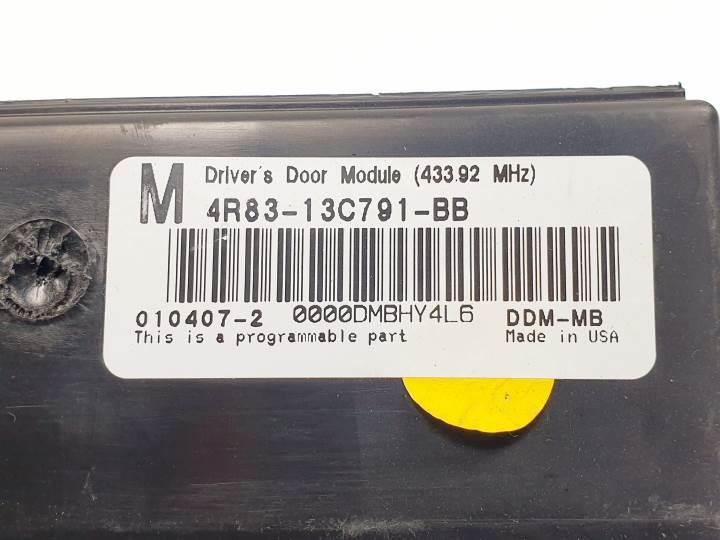 M Driver's Door Module (433.92 MHz)
4R83-13C791-BB
010407-2 0000DMBHY4L6 DDM-MB
This is a programmable part Made in USA